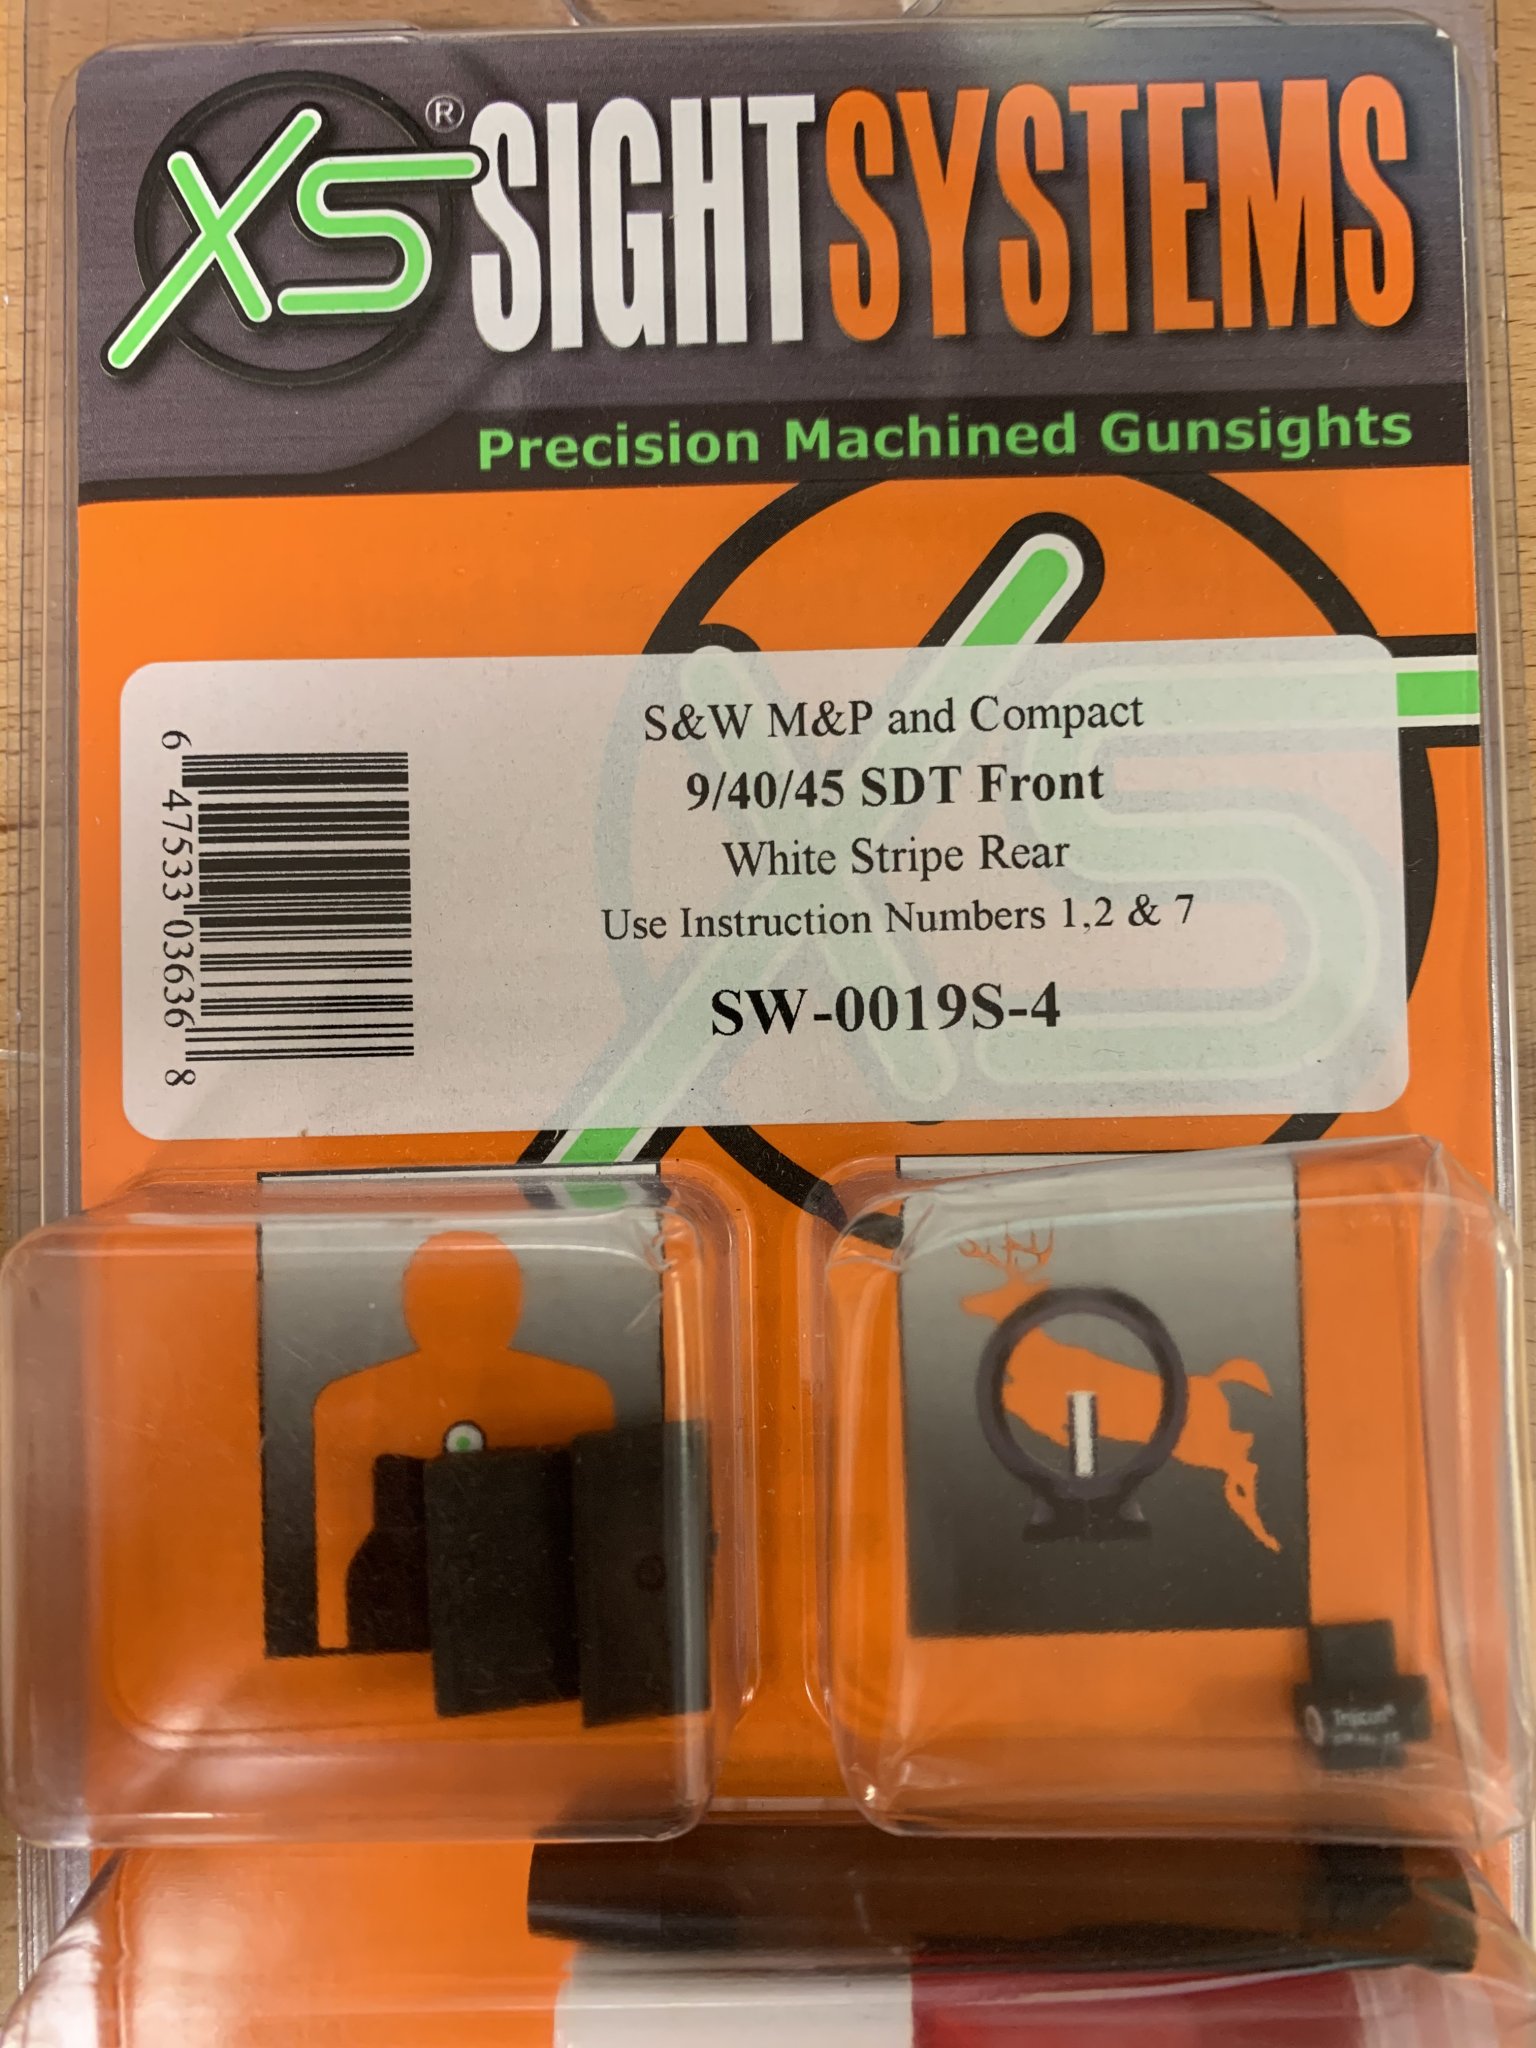 XS® SIGHT SYSTEMS
Precision Machined Gunsights
S&W M&P and Compact
9/40/45 SDT Front
White Stripe Rear
Use Instruction Numbers 1,2 & 7
SW-0019S-4
6 47533 03636 8
Trijicon®